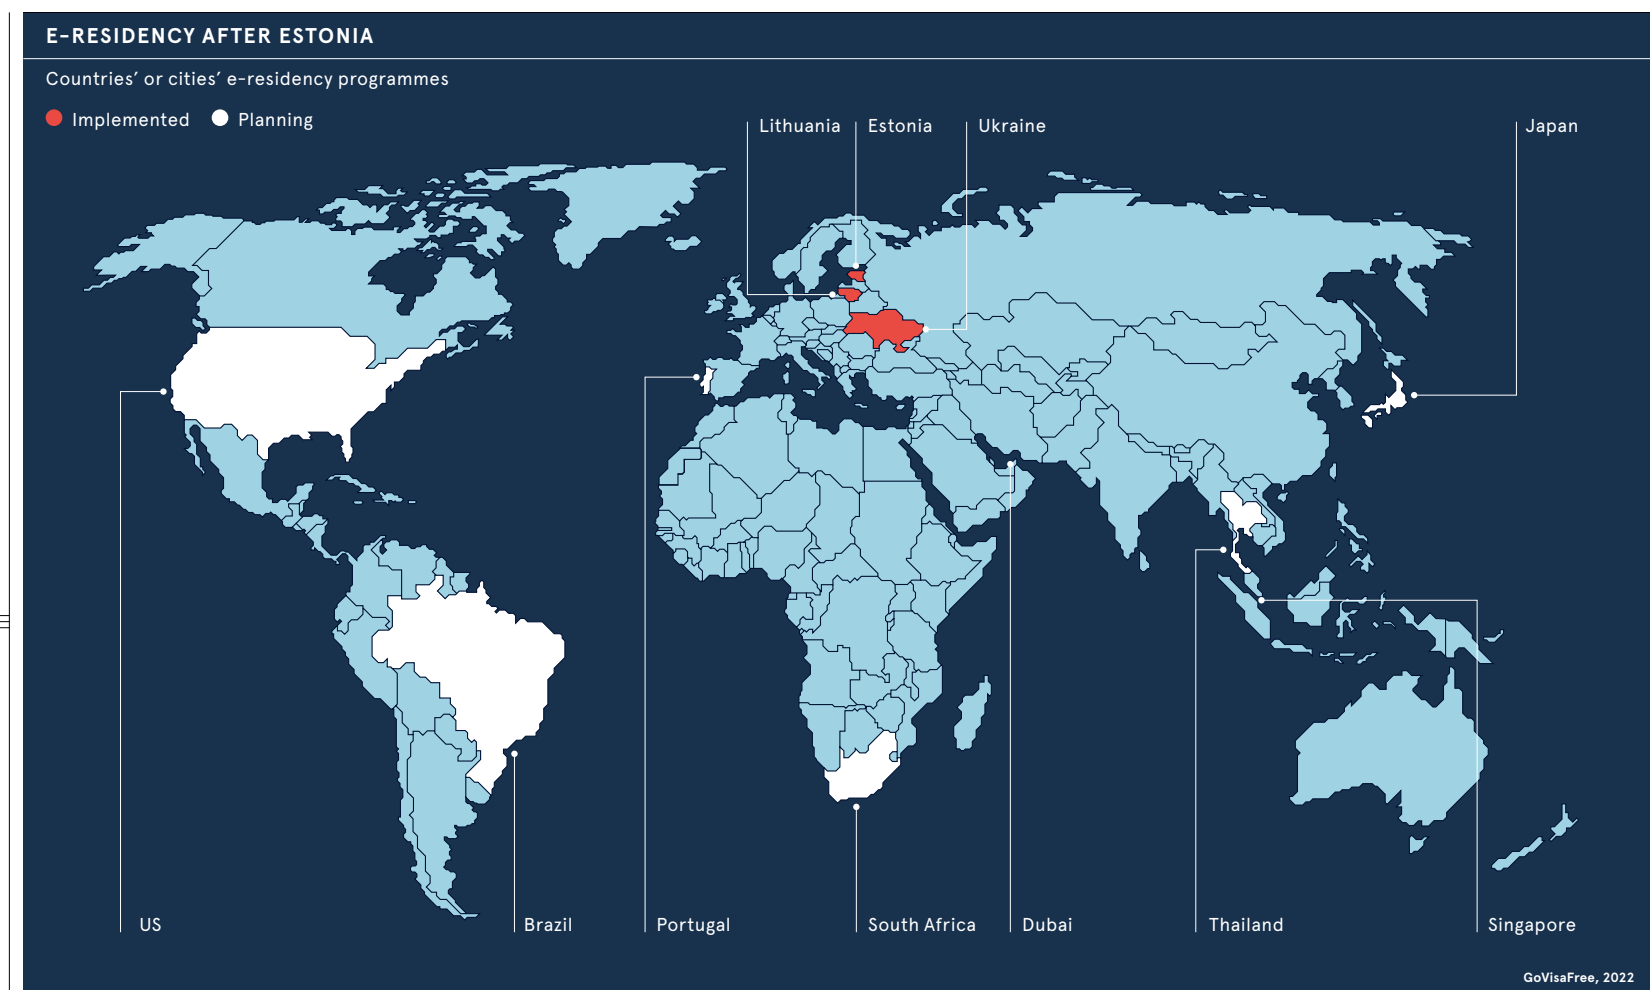 E-RESIDENCY AFTER ESTONIA
Countries’ or cities’ e-residency programmes
Implemented Planning
Lithuania Estonia Ukraine Japan
US Brazil Portugal South Africa Dubai Thailand Singapore
GoVisaFree, 2022